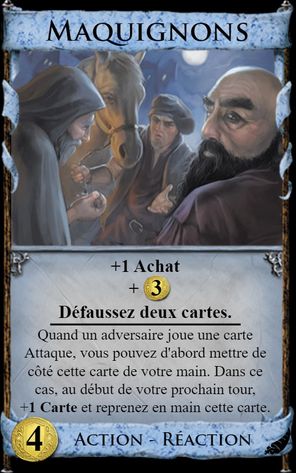 MAQUIGNONS
+1 Achat
+ 3
Défaussez deux cartes.
Quand un adversaire joue une carte
Attaque, vous pouvez d'abord mettre de
côté cette carte de votre main. Dans ce
cas, au début de votre prochain tour,
+1 Carte et reprenez en main cette carte.
4 ACTION - RÉACTION